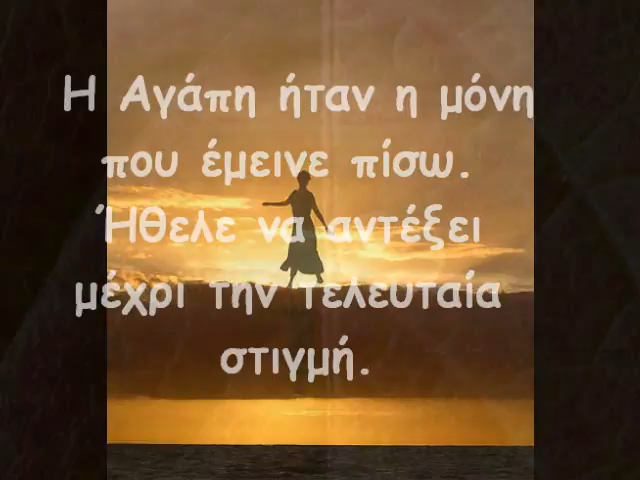 Η Αγάπη ήταν η μόνη
που έμεινε πίσω.
Ήθελε να αντέξει
μέχρι την τελευταία
στιγμή.